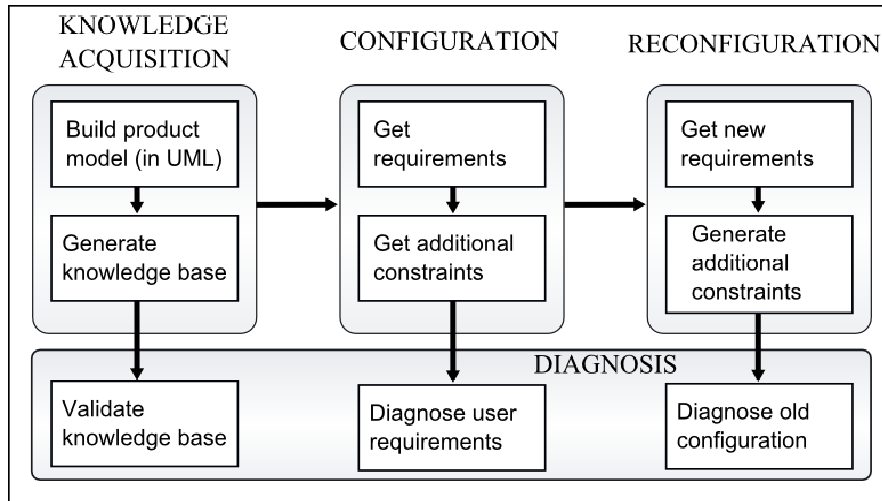 KNOWLEDGE
ACQUISITION
CONFIGURATION
RECONFIGURATION
Build product
model (in UML)
Generate
knowledge base
Get
requirements
Get additional
constraints
Get new
requirements
Generate
additional
constraints
DIAGNOSIS
Validate
knowledge base
Diagnose user
requirements
Diagnose old
configuration